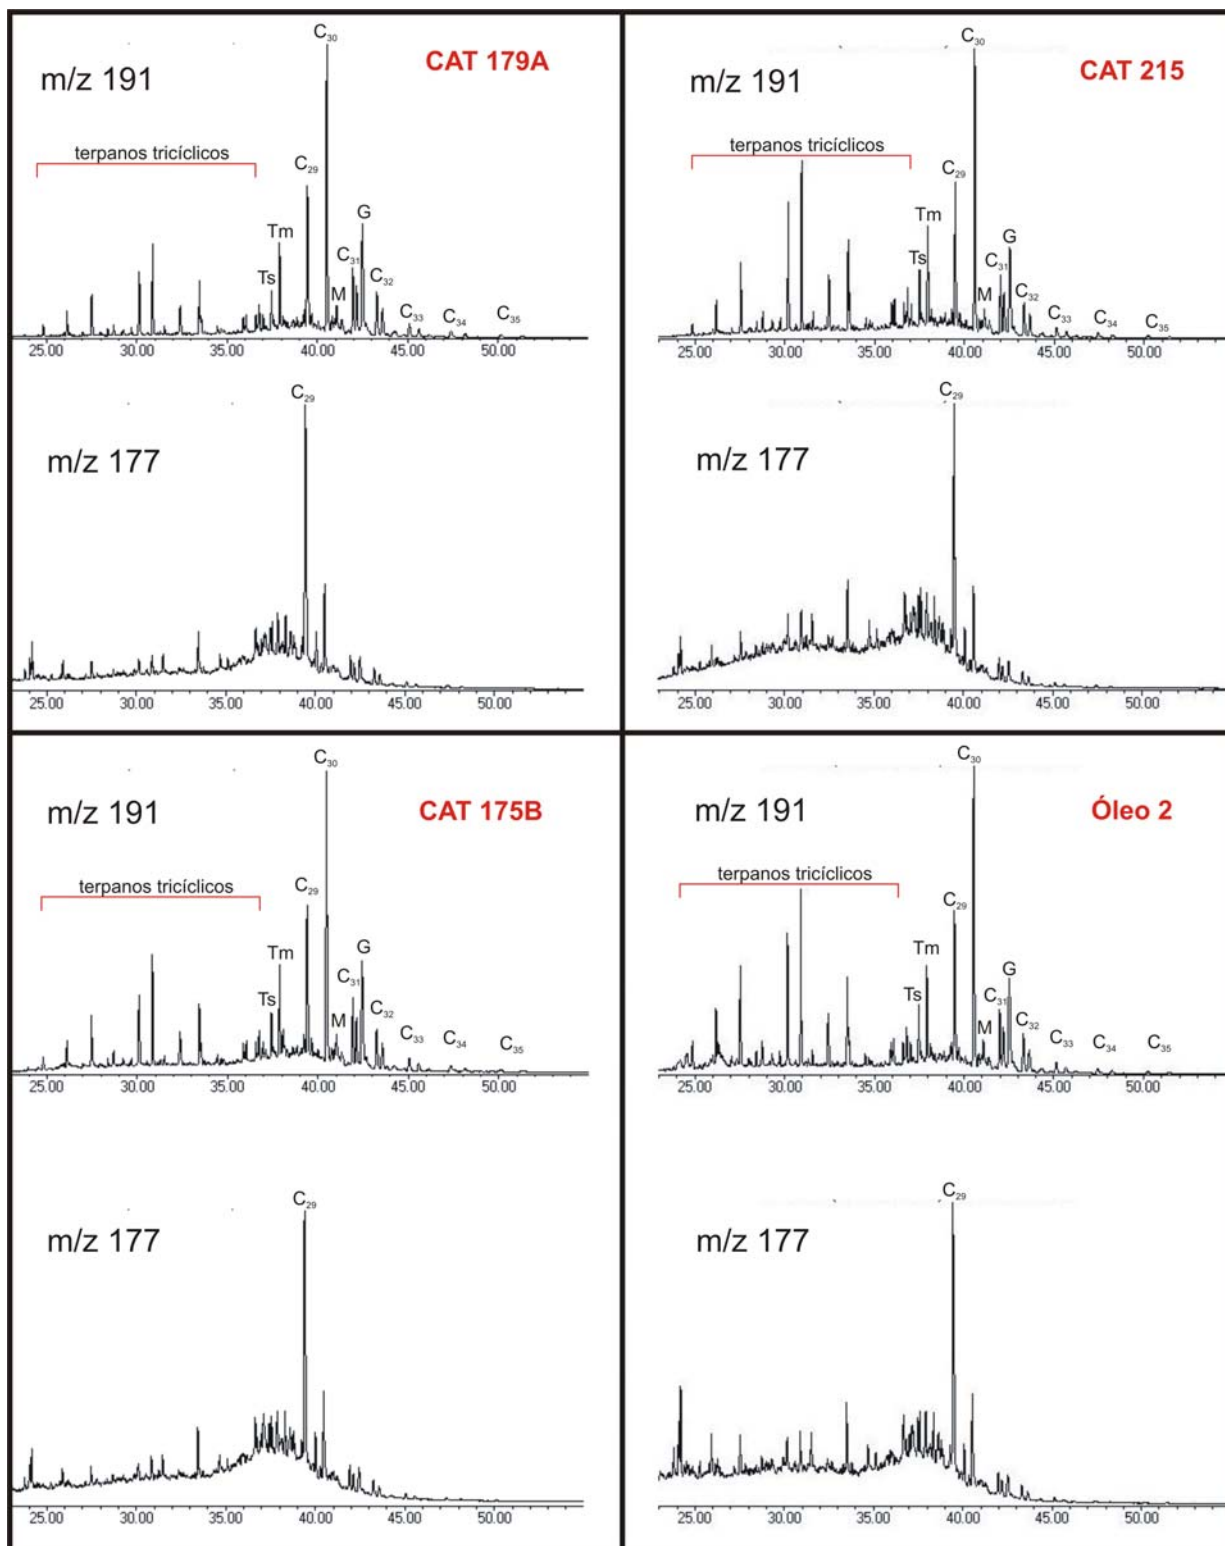 C30
CAT 179A
m/z 191
terpanos tricíclicos
C29
G
Tm
C31
Ts
C32
M
C33
C34
C35
25.00 30.00 35.00 40.00 45.00 50.00
C29
m/z 177
25.00 30.00 35.00 40.00 45.00 50.00
C30
CAT 215
m/z 191
terpanos tricíclicos
C29
Tm
G
Ts
C31
M
C32
C33
C34
C35
25.00 30.00 35.00 40.00 45.00 50.00
C29
m/z 177
25.00 30.00 35.00 40.00 45.00 50.00
C30
m/z 191
CAT 175B
terpanos tricíclicos
C29
Tm
G
C31
Ts
M
C32
C33
C34
C35
25.00 30.00 35.00 40.00 45.00 50.00
C29
m/z 177
25.00 30.00 35.00 40.00 45.00 50.00
C30
m/z 191
Óleo 2
terpanos tricíclicos
C29
Tm
G
Ts
C31
M
C32
C33
C34
C35
25.00 30.00 35.00 40.00 45.00 50.00
C29
m/z 177
25.00 30.00 35.00 40.00 45.00 50.00